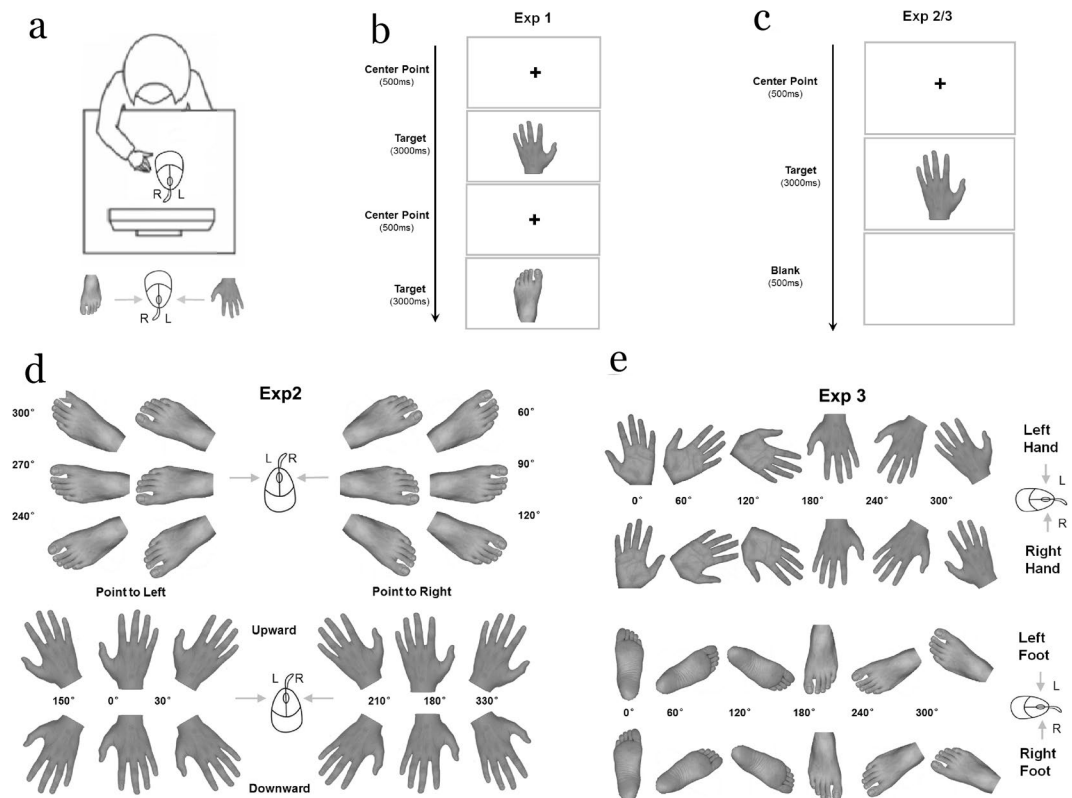 a
R L
R L
b
Exp 1
Center Point
(500ms)
Target
(3000ms)
Center Point
(500ms)
Target
(3000ms)
c
Exp 2/3
Center Point
(500ms)
Target
(3000ms)
Blank
(500ms)
d
Exp2
300° 60°
L R
270° 90°
240° 120°
Point to Left Point to Right
Upward
L R
150° 0° 30° 210° 180° 330°
Downward
e
Exp 3
Left
Hand
L
0° 60° 120° 180° 240° 300°
R
Right
Hand
Left
Foot
L
0° 60° 120° 180° 240° 300°
R
Right
Foot